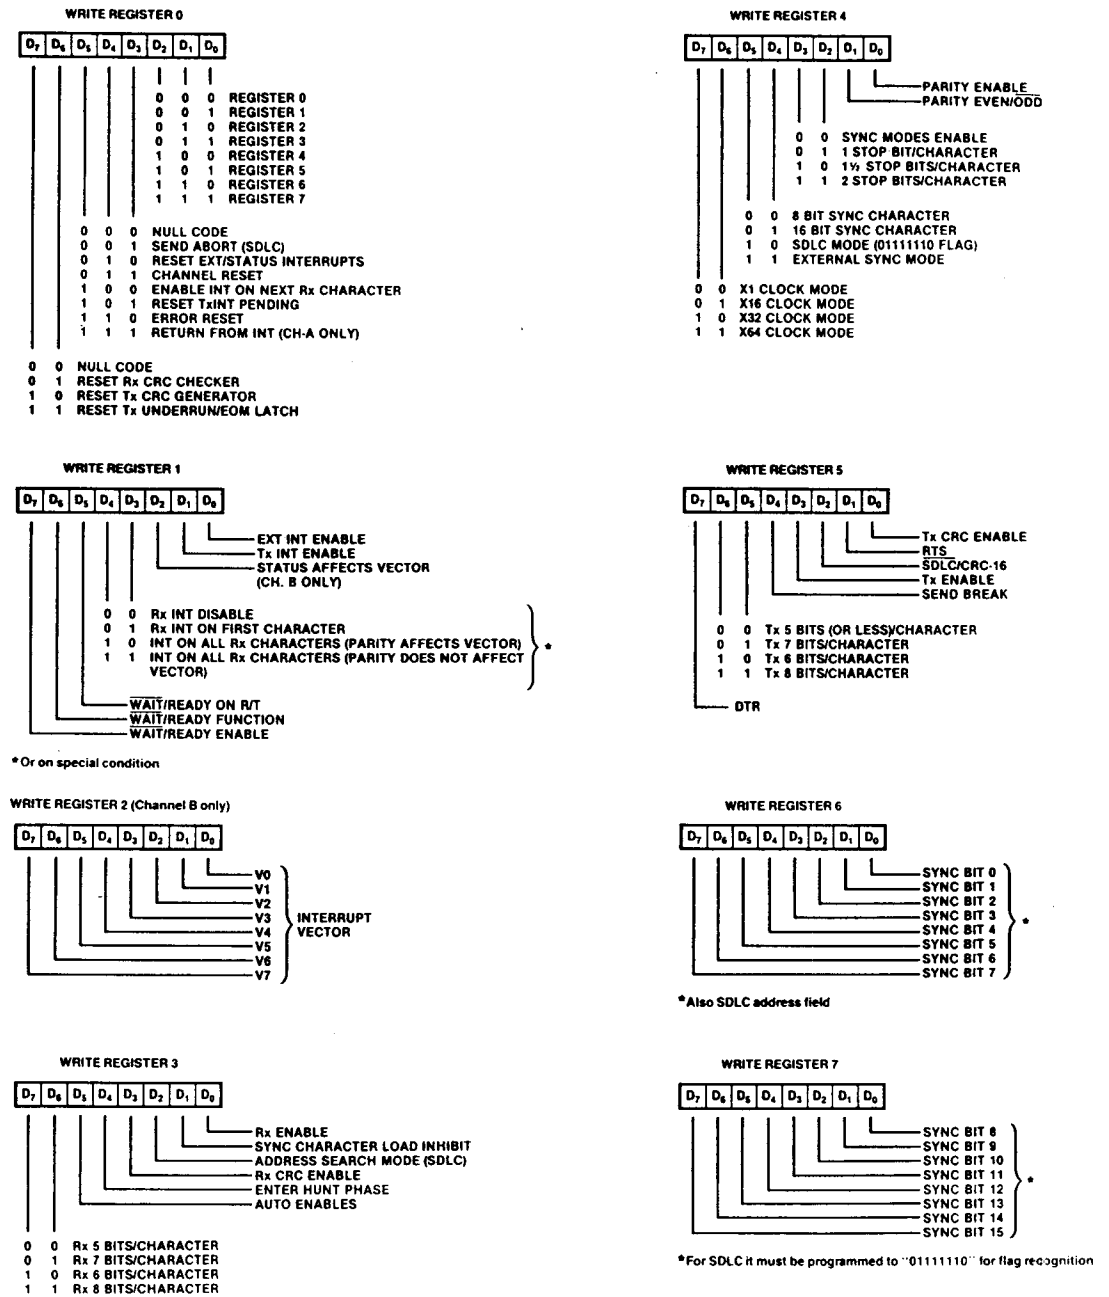 WRITE REGISTER 0
D7 D6 D5 D4 D3 D2 D1 D0
0 0 0 REGISTER 0
0 0 1 REGISTER 1
0 1 0 REGISTER 2
0 1 1 REGISTER 3
1 0 0 REGISTER 4
1 0 1 REGISTER 5
1 1 0 REGISTER 6
1 1 1 REGISTER 7
0 0 0 NULL CODE
0 0 1 SEND ABORT (SDLC)
0 1 0 RESET EXT/STATUS INTERRUPTS
0 1 1 CHANNEL RESET
1 0 0 ENABLE INT ON NEXT Rx CHARACTER
1 0 1 RESET TxINT PENDING
1 1 0 ERROR RESET
1 1 1 RETURN FROM INT (CH-A ONLY)
0 0 NULL CODE
0 1 RESET Rx CRC CHECKER
1 0 RESET Tx CRC GENERATOR
1 1 RESET Tx UNDERRUN/EOM LATCH
WRITE REGISTER 4
D7 D6 D5 D4 D3 D2 D1 D0
PARITY ENABLE
PARITY EVEN/ODD
0 0 SYNC MODES ENABLE
0 1 1 STOP BIT/CHARACTER
1 0 1½ STOP BITS/CHARACTER
1 1 2 STOP BITS/CHARACTER
0 0 8 BIT SYNC CHARACTER
0 1 16 BIT SYNC CHARACTER
1 0 SDLC MODE (01111110 FLAG)
1 1 EXTERNAL SYNC MODE
0 0 X1 CLOCK MODE
0 1 X16 CLOCK MODE
1 0 X32 CLOCK MODE
1 1 X64 CLOCK MODE
WRITE REGISTER 1
D7 D6 D5 D4 D3 D2 D1 D0
EXT INT ENABLE
Tx INT ENABLE
STATUS AFFECTS VECTOR
(CH. B ONLY)
0 0 Rx INT DISABLE
0 1 Rx INT ON FIRST CHARACTER
1 0 INT ON ALL Rx CHARACTERS (PARITY AFFECTS VECTOR)
1 1 INT ON ALL Rx CHARACTERS (PARITY DOES NOT AFFECT
VECTOR)
*
WAIT/READY ON R/T
WAIT/READY FUNCTION
WAIT/READY ENABLE
* Or on special condition
WRITE REGISTER 5
D7 D6 D5 D4 D3 D2 D1 D0
Tx CRC ENABLE
RTS
SDLC/CRC-16
Tx ENABLE
SEND BREAK
0 0 Tx 5 BITS (OR LESS)/CHARACTER
0 1 Tx 7 BITS/CHARACTER
1 0 Tx 6 BITS/CHARACTER
1 1 Tx 8 BITS/CHARACTER
DTR
WRITE REGISTER 2 (Channel B only)
D7 D6 D5 D4 D3 D2 D1 D0
V0
V1
V2
V3
V4
V5
V6
V7
INTERRUPT
VECTOR
WRITE REGISTER 6
D7 D6 D5 D4 D3 D2 D1 D0
SYNC BIT 0
SYNC BIT 1
SYNC BIT 2
SYNC BIT 3
SYNC BIT 4
SYNC BIT 5
SYNC BIT 6
SYNC BIT 7
*
*Also SDLC address field
WRITE REGISTER 3
D7 D6 D5 D4 D3 D2 D1 D0
Rx ENABLE
SYNC CHARACTER LOAD INHIBIT
ADDRESS SEARCH MODE (SDLC)
Rx CRC ENABLE
ENTER HUNT PHASE
AUTO ENABLES
0 0 Rx 5 BITS/CHARACTER
0 1 Rx 7 BITS/CHARACTER
1 0 Rx 6 BITS/CHARACTER
1 1 Rx 8 BITS/CHARACTER
WRITE REGISTER 7
D7 D6 D5 D4 D3 D2 D1 D0
SYNC BIT 8
SYNC BIT 9
SYNC BIT 10
SYNC BIT 11
SYNC BIT 12
SYNC BIT 13
SYNC BIT 14
SYNC BIT 15
*
*For SDLC it must be programmed to "01111110" for flag recognition